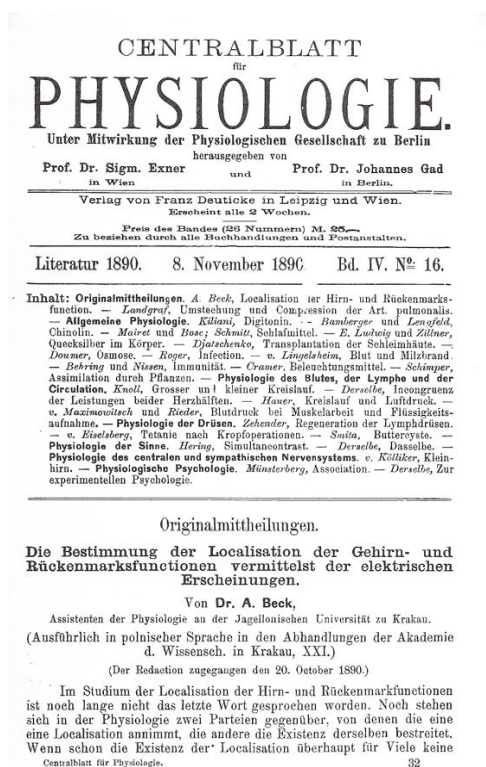 CENTRALBLATT
für
PHYSIOLOGIE.
Unter Mitwirkung der Physiologischen Gesellschaft zu Berlin
herausgegeben von
Prof. Dr. Sigm. Exner und Prof. Dr. Johannes Gad
in Wien in Berlin.
Verlag von Franz Deuticke in Leipzig und Wien.
Erscheint alle 2 Wochen.
Preis des Bandes (26 Nummern) M. 25.—.
Zu beziehen durch alle Buchhandlungen und Postanstalten.
Literatur 1890. 8. November 1890 Bd. IV. No. 16.
Inhalt: Originalmittheilungen. A. Beck, Localisation der Hirn- und Rückenmarks-
function. — Landgraf, Umstechung und Compression der Art. pulmonalis.
— Allgemeine Physiologie. Kiliani, Digitonin. — Bamberger und
Chinolin. — Mairet und Bosc; Schmitt, Schlafmittel. — E. Ludwig und Zillner,
Quecksilber im Körper. — Djatschenko, Transplantation der Schleimhäute. —
Doumer, Osmose. — Roger, Infection. — v. Lingelsheim, Blut und Milzbrand.
— Behring und Nissen, Immunität. — Cramer, Beleuchtungsmittel. — Schimper,
Assimilation durch Pflanzen. — Physiologie des Blutes, der Lymphe und der
Circulation. Knoll, Grosser und kleiner Kreislauf. — Derselbe, Incongruenz
der Leistungen beider Herzhälften. — Hauer, Kreislauf und Luftdruck. —
v. Maximowitsch und Rieder, Blutdruck bei Muskelarbeit und Flüssigkeits-
aufnahme. — Physiologie der Drüsen. Zehender, Regeneration der Lymphdrüsen.
— v. Eiselsberg, Tetanie nach Kropfoperationen. — Smita, Buttereyste. —
Physiologie der Sinne. Hering, Simultancontrast. — Derselbe, Dasselbe. —
Physiologie des centralen und sympathischen Nervensystems. v. Kölliker, Klein-
hirn. — Physiologische Psychologie. Münsterberg, Association. — Derselbe, Zur
experimentellen Psychologie.
Originalmittheilungen.
Die Bestimmung der Localisation der Gehirn- und
Rückenmarksfunctionen vermittelst der elektrischen
Erscheinungen.
Von Dr. A. Beck,
Assistenten der Physiologie an der Jagellonischen Universität zu Krakau.
(Ausführlich in polnischer Sprache in den Abhandlungen der Akademie
d. Wissensch. in Krakau, XXI.)
(Der Redaction zugegangen den 20. October 1890.)
Im Studium der Localisation der Hirn- und Rückenmarkfunctionen
ist noch lange nicht das letzte Wort gesprochen worden. Noch stehen
sich in der Physiologie zwei Parteien gegenüber, von denen die eine
eine Localisation annimmt, die andere die Existenz derselben bestreitet.
Wenn schon die Existenz der Localisation überhaupt für Viele keine
Centralblatt für Physiologie. 32